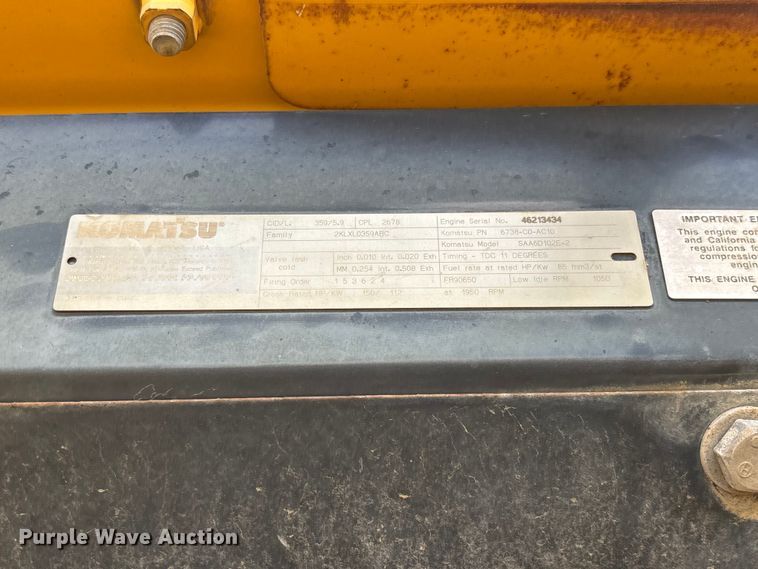 KOMATSU
CID/L. 359/5.9 CPL 2678 Engine Serial No. 46213434
Family 2KLXL0359ABC Komatsu PN 6738-C0-AC10
Komatsu Model SAA6D102E-2
Valve lash cold Inch 0.010 Int. 0.020 Exh Timing - TDC 11 DEGREES
MM 0.254 Int. 0.508 Exh Fuel rate at rated HP/Kw 85 mm3/st
Firing Order 1 5 3 6 2 4 FR90650 Low Idle RPM 1050
Gross Rated HP/KW 150/ 112 at 1950 RPM
IMPORTANT
This engine
and California
regulations
compression
THIS ENGINE
Purple Wave Auction